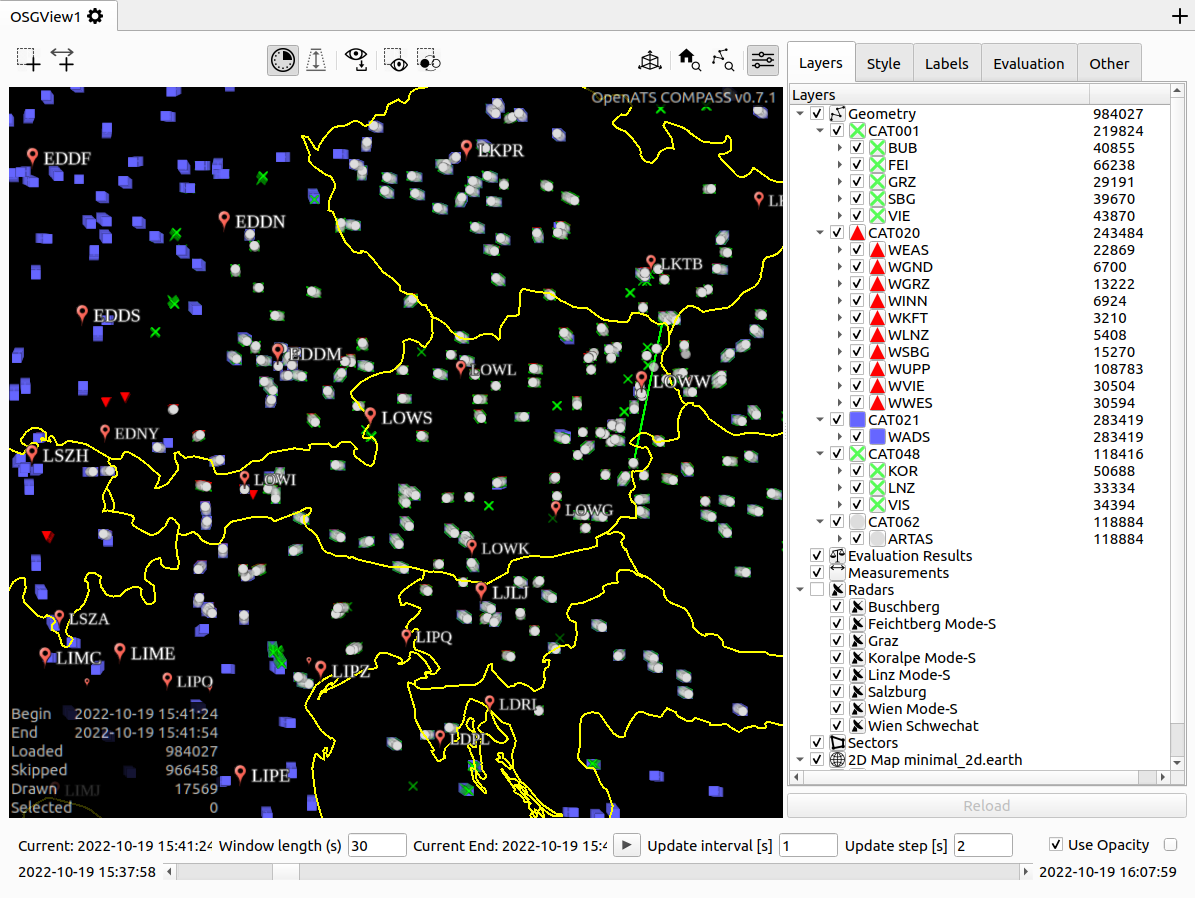 OSGView1
OpenATS COMPASS v0.7.1
EDDF
LKPR
EDDN
LKTB
EDDS
EDDM
LOWL
LOWW
LOWS
EDNY
LSZH
LOWI
LOWG
LOWK
LJLJ
LSZA
LIPQ
LIMC
LIME
LIPZ
LIPO
LDRI
LDPL
LIPE
LIMJ
Begin 2022-10-19 15:41:24
End 2022-10-19 15:41:54
Loaded 984027
Skipped 966458
Drawn 17569
Selected 0
Layers Style Labels Evaluation Other
Layers
Geometry 984027
CAT001 219824
BUB 40855
FEI 66238
GRZ 29191
SBG 39670
VIE 43870
CAT020 243484
WEAS 22869
WGND 6700
WGRZ 13222
WINN 6924
WKFT 3210
WLNZ 5408
WSBG 15270
WUPP 108783
WVIE 30504
WWES 30594
CAT021 283419
WADS 283419
CAT048 118416
KOR 50688
LNZ 33334
VIS 34394
CAT062 118884
ARTAS 118884
Evaluation Results
Measurements
Radars
Buschberg
Feichtberg Mode-S
Graz
Koralpe Mode-S
Linz Mode-S
Salzburg
Wien Mode-S
Wien Schwechat
Sectors
2D Map minimal_2d.earth
Reload
Current: 2022-10-19 15:41:24 Window length (s) 30 Current End: 2022-10-19 15:4 Update interval [s] 1 Update step [s] 2 Use Opacity
2022-10-19 15:37:58 2022-10-19 16:07:59